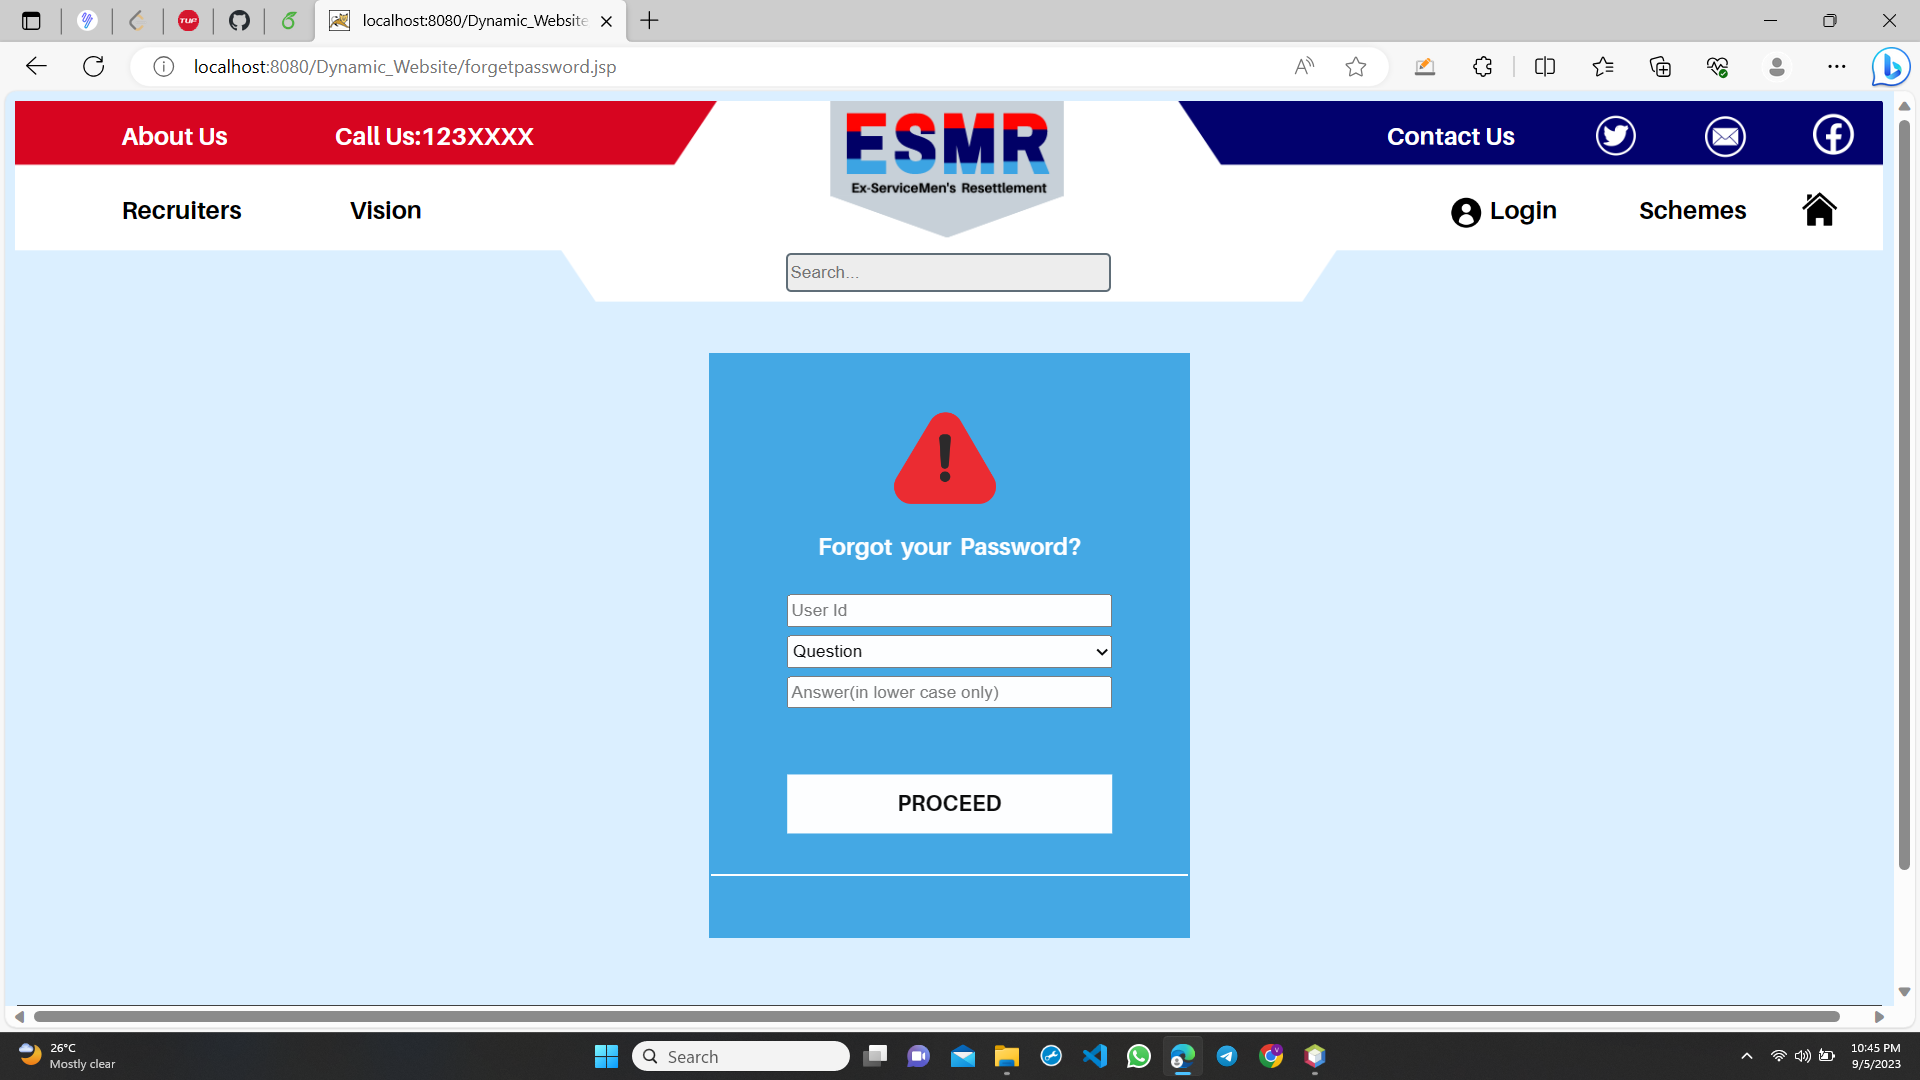 TUF
localhost:8080/Dynamic_Website
localhost:8080/Dynamic_Website/forgetpassword.jsp
About Us
Call Us:123XXXX
ESMR
Ex-ServiceMen's Resettlement
Contact Us
Recruiters
Vision
Login
Schemes
Search...
Forgot your Password?
User Id
Question
Answer(in lower case only)
PROCEED
26°C
Mostly clear
Search
10:45 PM
9/5/2023